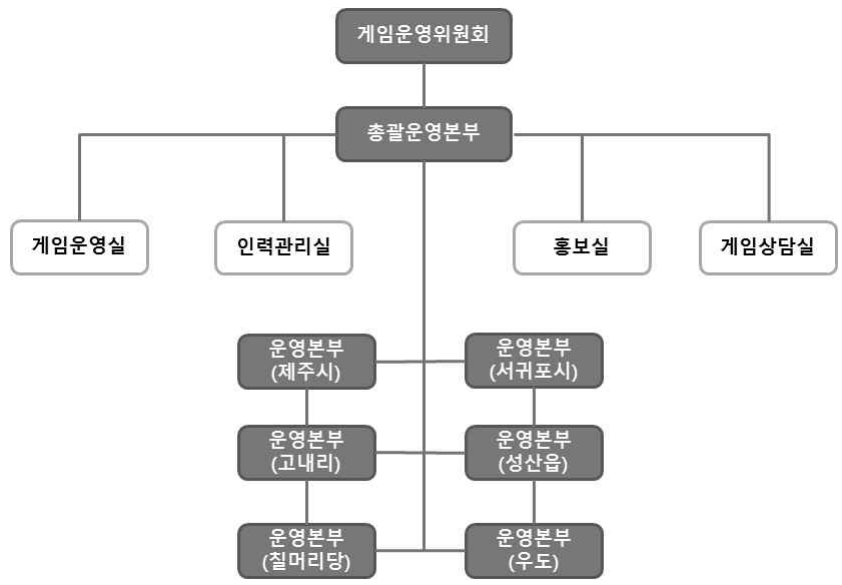 게임운영위원회
총괄운영본부
게임운영실
인력관리실
홍보실
게임상담실
운영본부
(제주시)
운영본부
(서귀포시)
운영본부
(고내리)
운영본부
(성산읍)
운영본부
(칠머리당)
운영본부
(우도)